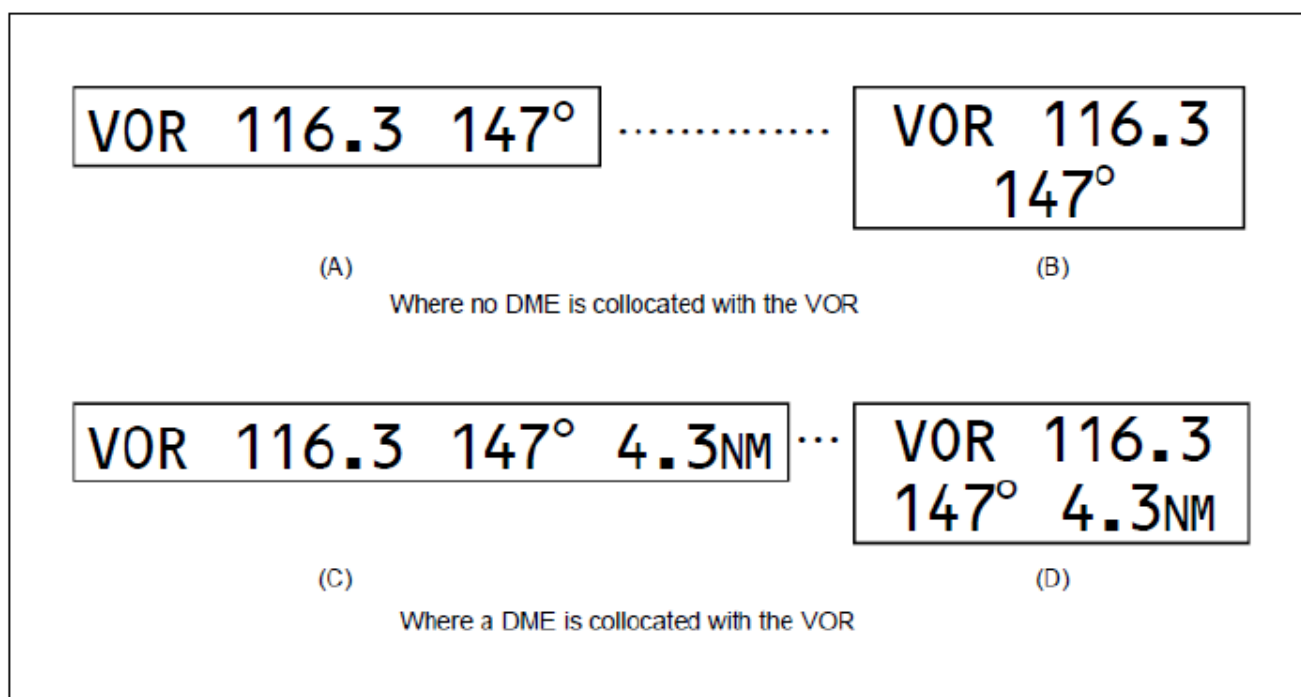 VOR 116.3 147°
VOR 116.3
147°
(A)
(B)
Where no DME is collocated with the VOR
VOR 116.3 147° 4.3NM
VOR 116.3
147° 4.3NM
(C)
(D)
Where a DME is collocated with the VOR